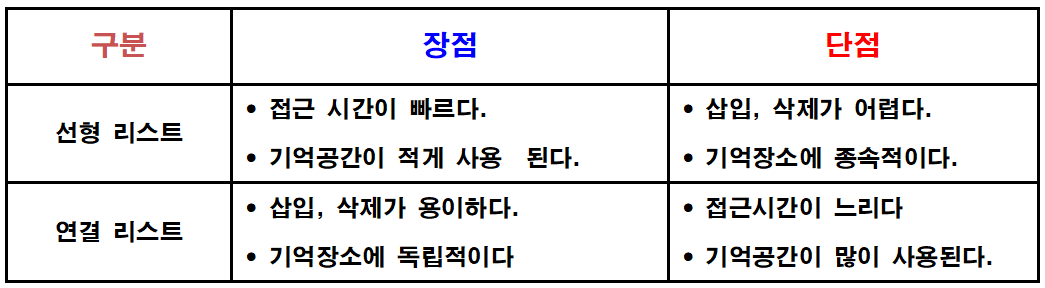 구분 장점 단점
선형 리스트
• 접근 시간이 빠르다.
• 기억공간이 적게 사용 된다.
• 삽입, 삭제가 어렵다.
• 기억장소에 종속적이다.
연결 리스트
• 삽입, 삭제가 용이하다.
• 기억장소에 독립적이다
• 접근시간이 느리다
• 기억공간이 많이 사용된다.